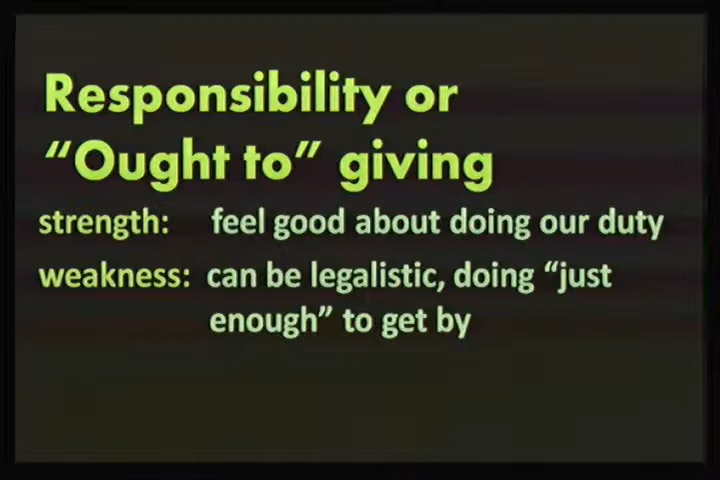 Responsibility or
“Ought to” giving
strength: feel good about doing our duty
weakness: can be legalistic, doing “just
enough” to get by